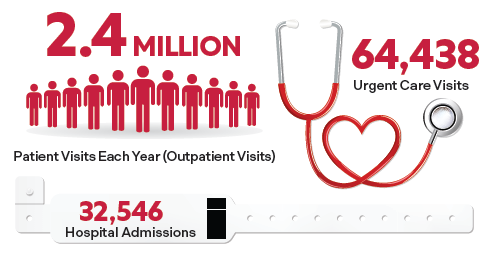 2.4 MILLION
Patient Visits Each Year (Outpatient Visits)
64,438
Urgent Care Visits
32,546
Hospital Admissions